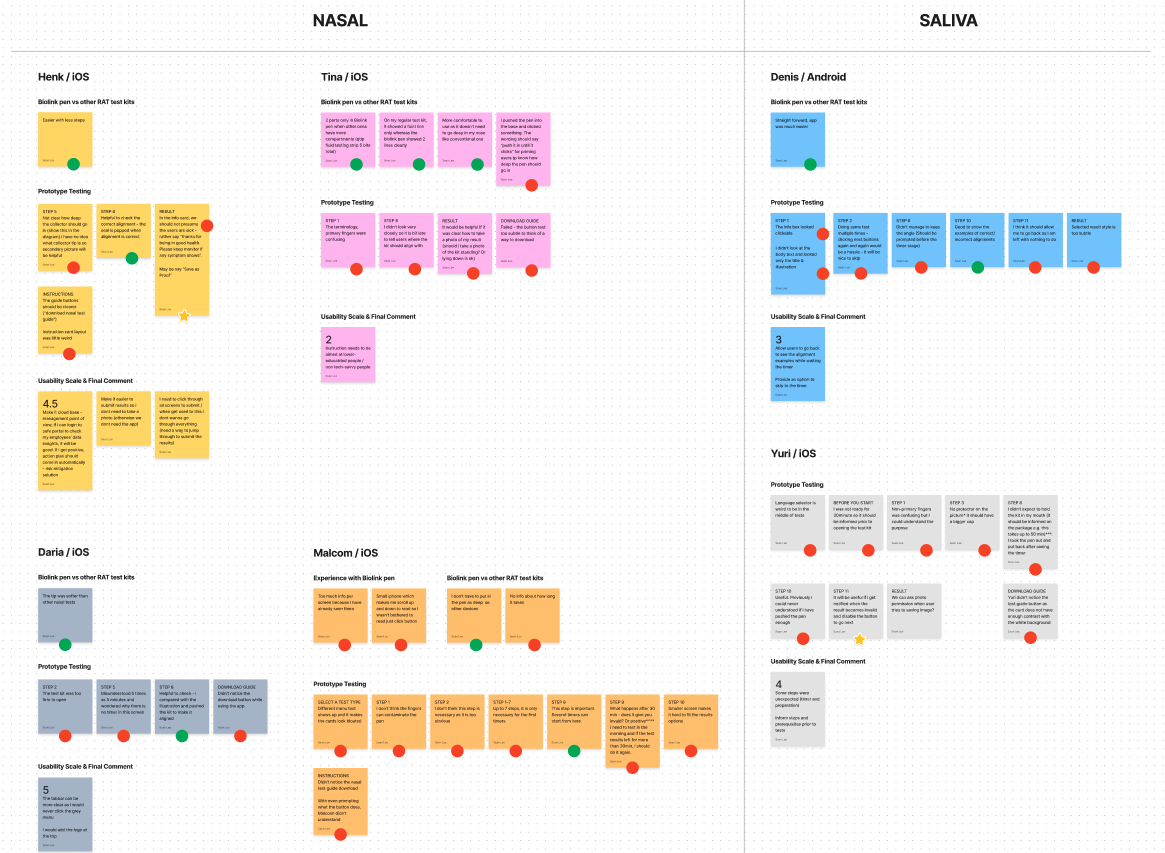 NASAL
SALIVA
Henk / iOS
Biolink pen vs other RAT test kits
Easier with less steps
Prototype Testing
STEP 5
Not clear how deep
the collector should go
in (show this in the
diagram) I have no idea
what collector tip is so
secondary picture will
be helpful
STEP 6
Helpful to check the
correct alignment - the
seal is popped when
alignment is correct
RESULT
In the info card, we
should not presume
the users are sick -
rather say "thanks for
being in good health.
Please keep monitor if
any symptom shows".
May be say "Save as
Final"
INSTRUCTIONS
The guide buttons
should be clearer
("download nasal test
guide")
Instruction card layout
was little weird
Usability Scale & Final Comment
4.5
Make it cloud base -
management point of
view, if I can login to
safe portal to check
my employees' data
insights, it will be
good. If I get positive,
action plan should
come in automatically
- risk mitigation
solution
Make it easier to
submit results so I
dont need to take a
photo (otherwise we
dont need the app)
I need to click through
all screens to submit /
when get used to this I
dont wanna go
through everything
(need a way to jump
through to submit the
results)
Tina / iOS
Biolink pen vs other RAT test kits
2 parts only in Biolink
pen when other ones
have more
compartments (qtip
fluid testing strip 5 bits
total)
On my regular test kit,
it showed a faint line
only whereas the
biolink pen showed 2
lines clearly
More comfortable to
use as it doesn't need
to go deep in my nose
like conventional one
I pushed the pen into
the base and clicked
something. The
wording should say
"push it in until it
clicks" for priming
users to know how
deep the pen should
go in
Prototype Testing
STEP 1
The terminology,
primary fingers were
confusing
STEP 6
I didn't look very
closely so it is bit late
to tell users where the
kit should align with
RESULT
It would be helpful if it
was clear how to take
a photo of my result
(should I take a photo
of the kit standing? Or
lying down is ok)
DOWNLOAD GUIDE
Failed - the button test
too subtle to think of a
way to download
Usability Scale & Final Comment
2
Instruction needs to be
aimed at lower-
educated people /
non tech-savvy people
Denis / Android
Biolink pen vs other RAT test kits
Straigh forward, app
was much easier
Prototype Testing
STEP 1
The info box looked
clickable
I didn't look at the
body text and looked
only the title &
illustration
STEP 2
Doing same test
multiple times -
clicking next buttons
again and again would
be a hassle - it will be
nice to skip
STEP 8
Didn't manage to keep
the angle (Should be
prompted before the
timer stage)
STEP 10
Good to show the
examples of correct/
incorrect alignments
STEP 11
I think it should allow
me to go back as I am
left with nothing to do
RESULT
Selected result style is
too subtle
Usability Scale & Final Comment
3
Allow users to go back
to see the alignment
examples while waiting
the timer
Provide an option to
skip to the timer
Yuri / iOS
Prototype Testing
Language selector is
weird to be in the
middle of tests
BEFORE YOU START
I was not ready for
20minute so it should
be informed prior to
opening the test kit
STEP 1
Non-primary fingers
was confusing but I
could understand the
purpose
STEP 3
No protector on the
picture* it should have
a bigger cap
STEP 8
I didn't expect to hold
the kit in my mouth (it
should be informed on
the package e.g. this
takes up to 50 min)***.
I took the pen out and
put back after seeing
the timer
STEP 10
Useful. Previously I
could never
understood if I have
pushed the pen
enough
STEP 11
It will be useful if I get
notified when the
result becomes invalid
and disable the button
to go next
RESULT
We can ask photo
permission when user
tries to saving image?
DOWNLOAD GUIDE
Yuri didn't notice the
test guide button as
the card does not have
enough contrast with
the white background
Usability Scale & Final Comment
4
Some steps were
unexpected (timer and
preparation)
Inform steps and
prerequisites prior to
tests
Daria / iOS
Biolink pen vs other RAT test kits
The tip was softer than
other nasal tests
Prototype Testing
STEP 2
The test kit was too
firm to open
STEP 5
Misunderstood 5 times
as 5 minutes and
wondered why there is
no timer in this screen
STEP 6
Helpful to check - I
compared with the
illustration and pushed
the kit to make it
aligned
DOWNLOAD GUIDE
Didn't notice the
download button while
using the app
Usability Scale & Final Comment
5
The tabbar can be
more clear as I would
never click the grey
menu
I would add the logo at
the top
Malcom / iOS
Experience with Biolink pen
Too much info per
screen because I have
already seen them
Small iphone which
makes me scroll up
and down to read so I
wasn't bothered to
read just click button
Biolink pen vs other RAT test kits
I don't have to put in
the pen as deep as
other devices
No info about how long
it takes
Prototype Testing
SELECT A TEST TYPE
Different menu tast
shows up and it makes
the cards look blocked
STEP 1
I don't think the fingers
can contaminate the
pen
STEP 2
I don't think this step is
necessary as it is too
obvious
STEP 1-7
Up to 7 steps, it is only
necessary for the first
timers
STEP 8
This step is important.
Second timers can
start from here
STEP 9
What happens after 30
min - does it give you
invalid? Or positive****
I need to test in the
morning and if the test
results left for more
than 30min, I should
do it again.
STEP 10
Smaller screen makes
it hard to fit the results
options
INSTRUCTIONS
Didn't notice the nasal
test guide download
With even prompting
what the button does,
Malcom didn't
understand